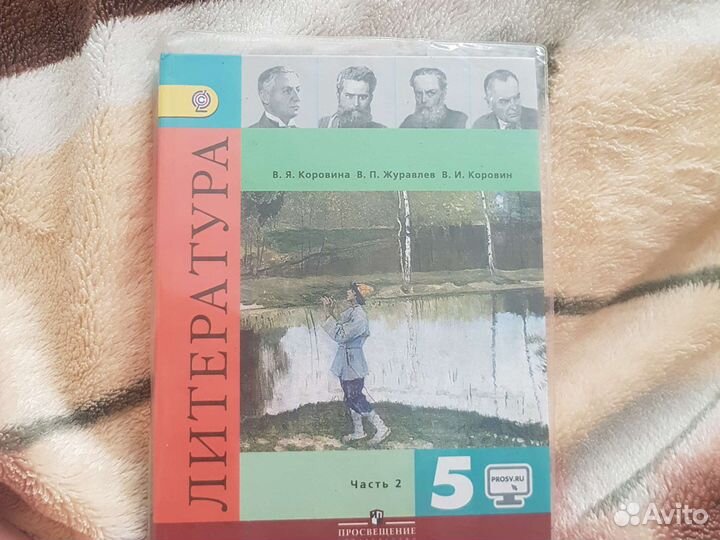 ЛИТЕРАТУРА
В. Я. Коровина В. П. Журавлев В. И. Коровин
Часть 2
5
PROSV.RU
ПРОСВЕЩЕНИЕ
Avito